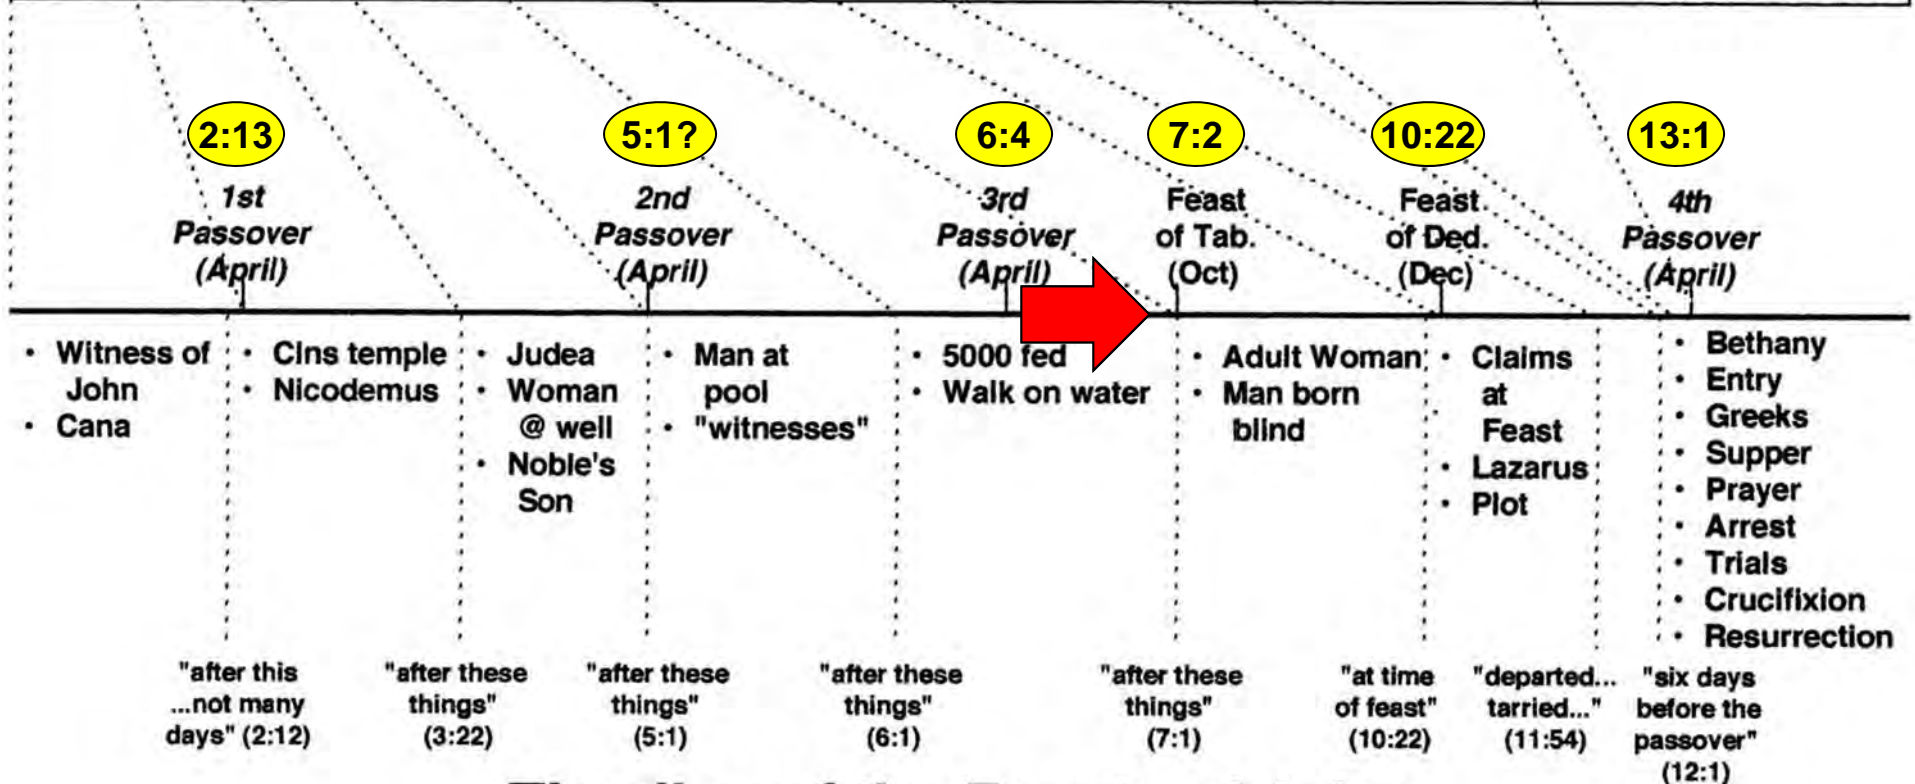 2:13
5:1?
6:4
7:2
10:22
13:1
1st
Passover
(April)
2nd
Passover
(April)
3rd
Passover
(April)
Feast
of Tab.
(Oct)
Feast
of Ded.
(Dec)
4th
Passover
(April)
• Witness of
John
• Cana
• Clns temple
• Nicodemus
• Judea
• Woman
@ well
• Noble's
Son
• Man at
pool
• "witnesses"
• 5000 fed
• Walk on water
• Adult Woman
• Man born
blind
• Claims
at
Feast
• Lazarus
• Plot
• Bethany
• Entry
• Greeks
• Supper
• Prayer
• Arrest
• Trials
• Crucifixion
• Resurrection
"after this
...not many
days" (2:12)
"after these
things"
(3:22)
"after these
things"
(5:1)
"after these
things"
(6:1)
"after these
things"
(7:1)
"at time
of feast"
(10:22)
"departed...
tarried..."
(11:54)
"six days
before the
passover"
(12:1)